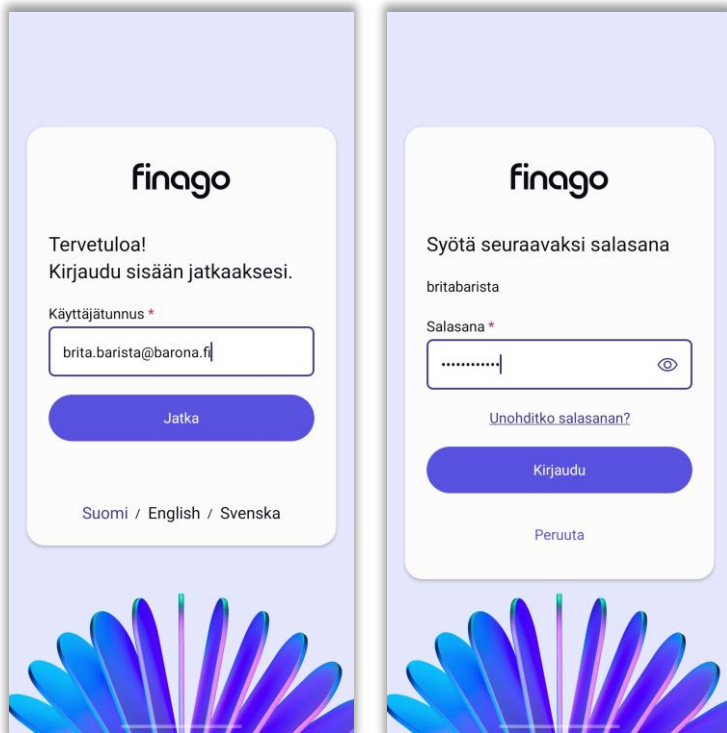 finago
Tervetuloa!
Kirjaudu sisään jatkaaksesi.
Käyttäjätunnus *
brita.barista@barona.fi
Jatka
Suomi / English / Svenska
finago
Syötä seuraavaksi salasana
britabarista
Salasana *
••••••••••••
Unohditko salasanan?
Kirjaudu
Peruuta